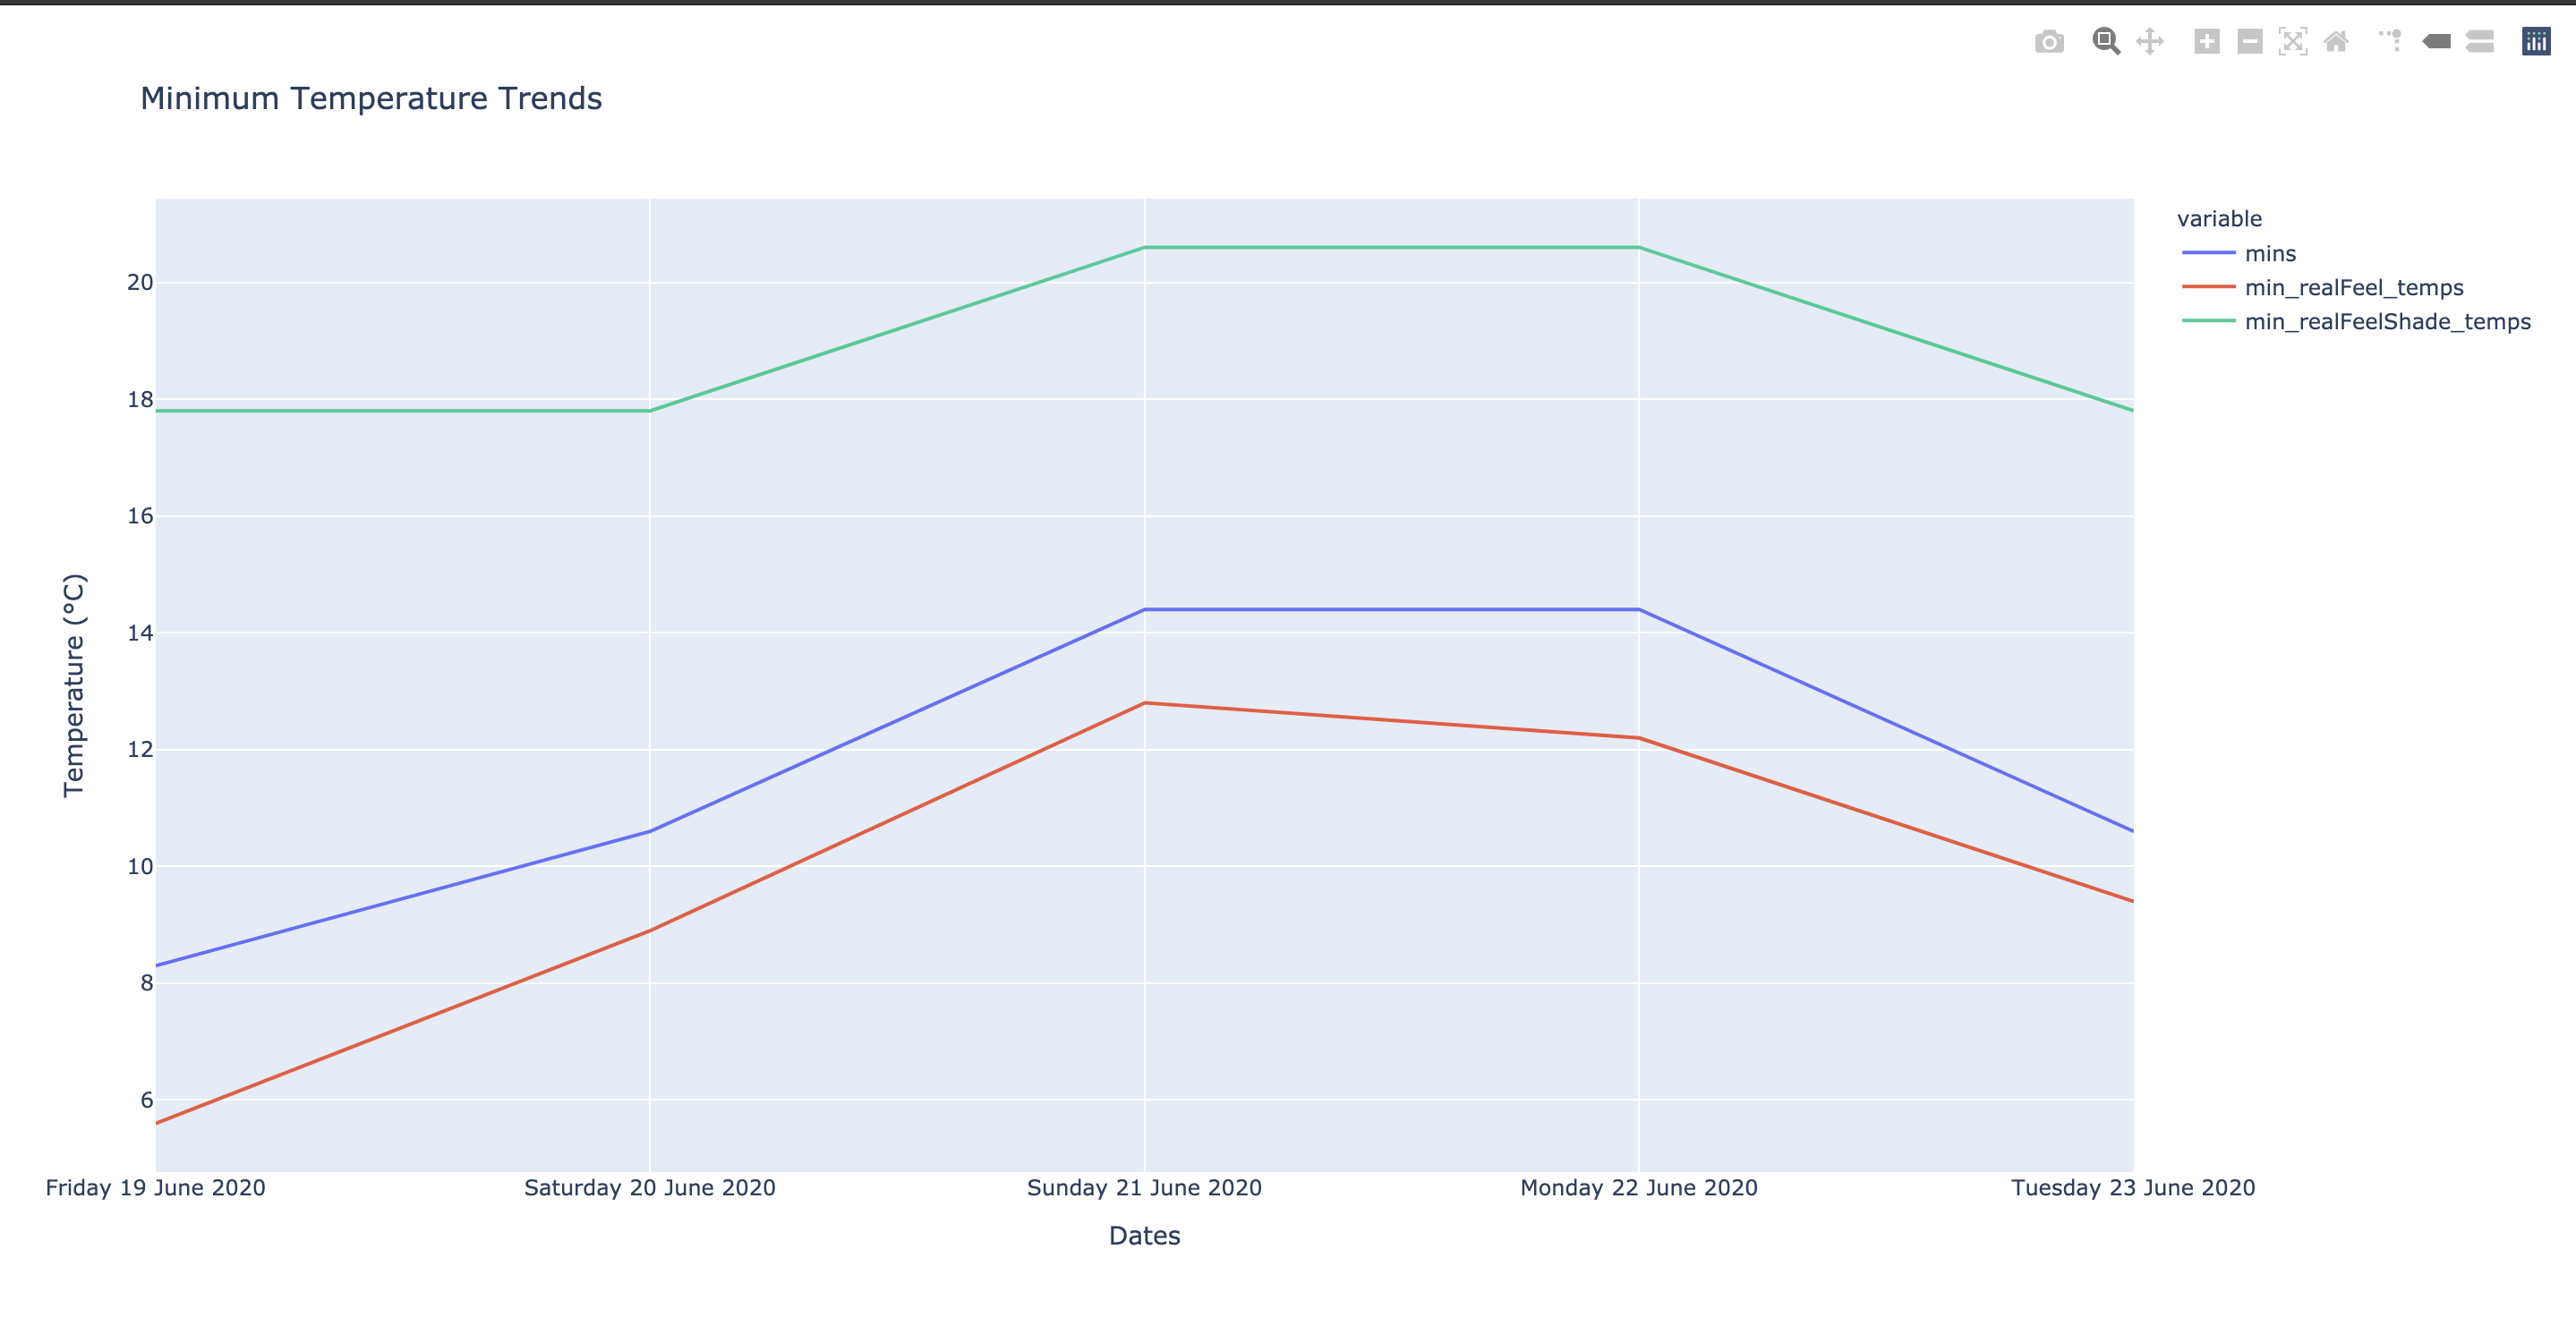 Minimum Temperature Trends
variable
mins
min_realFeel_temps
min_realFeelShade_temps
20
18
16
14
12
10
8
6
Temperature (°C)
Friday 19 June 2020
Saturday 20 June 2020
Sunday 21 June 2020
Monday 22 June 2020
Tuesday 23 June 2020
Dates